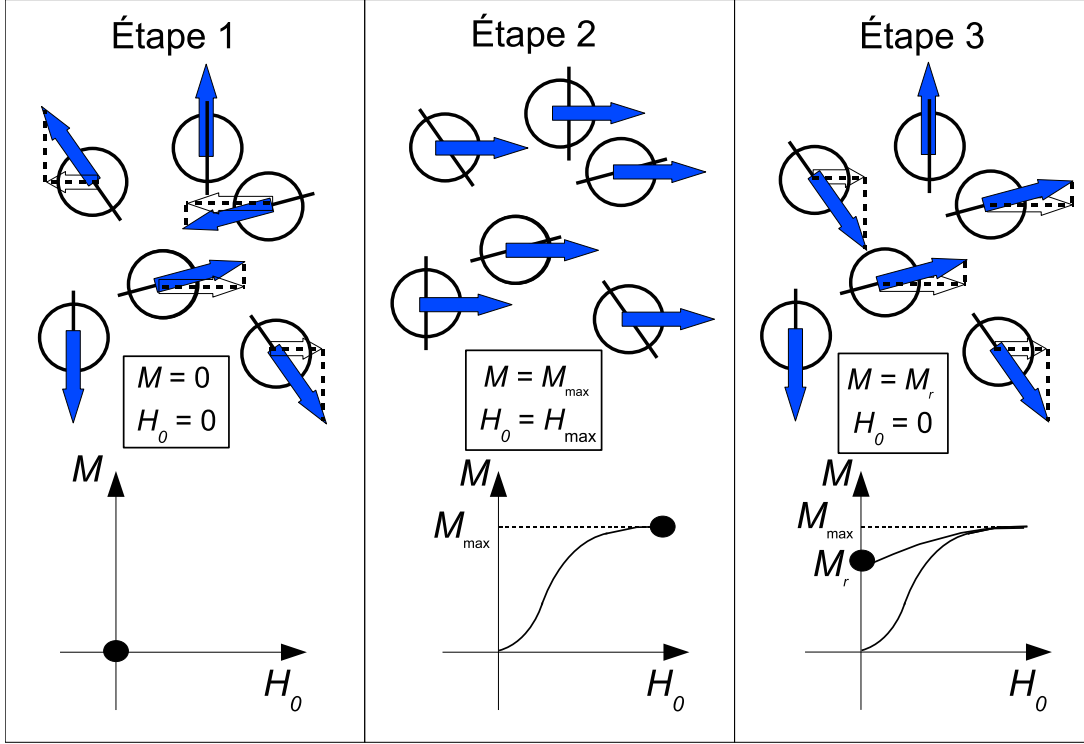 Étape 1
M = 0
H0 = 0
M
H0
Étape 2
M = Mmax
H0 = Hmax
M
Mmax
H0
Étape 3
M = Mr
H0 = 0
M
Mmax
Mr
H0